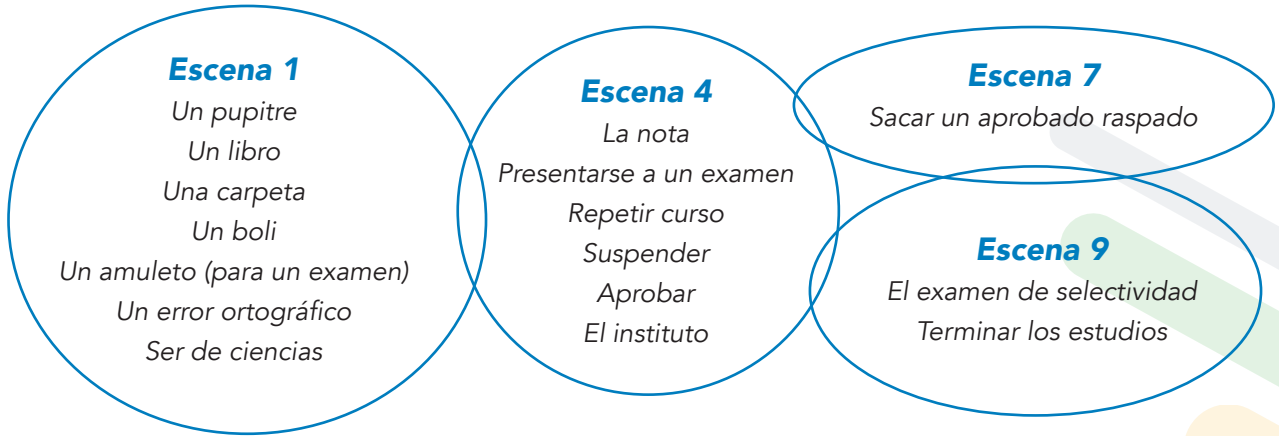 Escena 1
Un pupitre
Un libro
Una carpeta
Un boli
Un amuleto (para un examen)
Un error ortográfico
Ser de ciencias
Escena 4
La nota
Presentarse a un examen
Repetir curso
Suspender
Aprobar
El instituto
Escena 7
Sacar un aprobado raspado
Escena 9
El examen de selectividad
Terminar los estudios